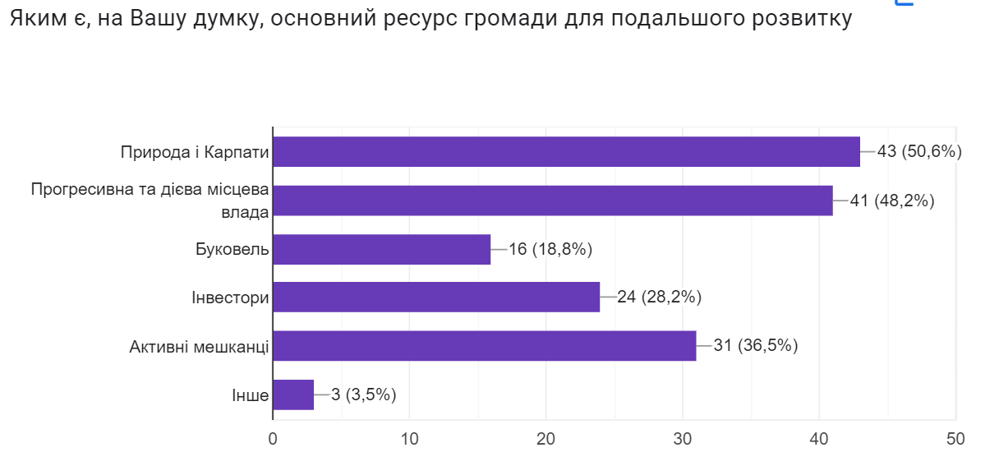 Яким є, на Вашу думку, основний ресурс громади для подальшого розвитку
Природа і Карпати
43 (50,6%)
Прогресивна та дієва місцева
влада
41 (48,2%)
Буковель
16 (18,8%)
Інвестори
24 (28,2%)
Активні мешканці
31 (36,5%)
Інше
3 (3,5%)
0 10 20 30 40 50